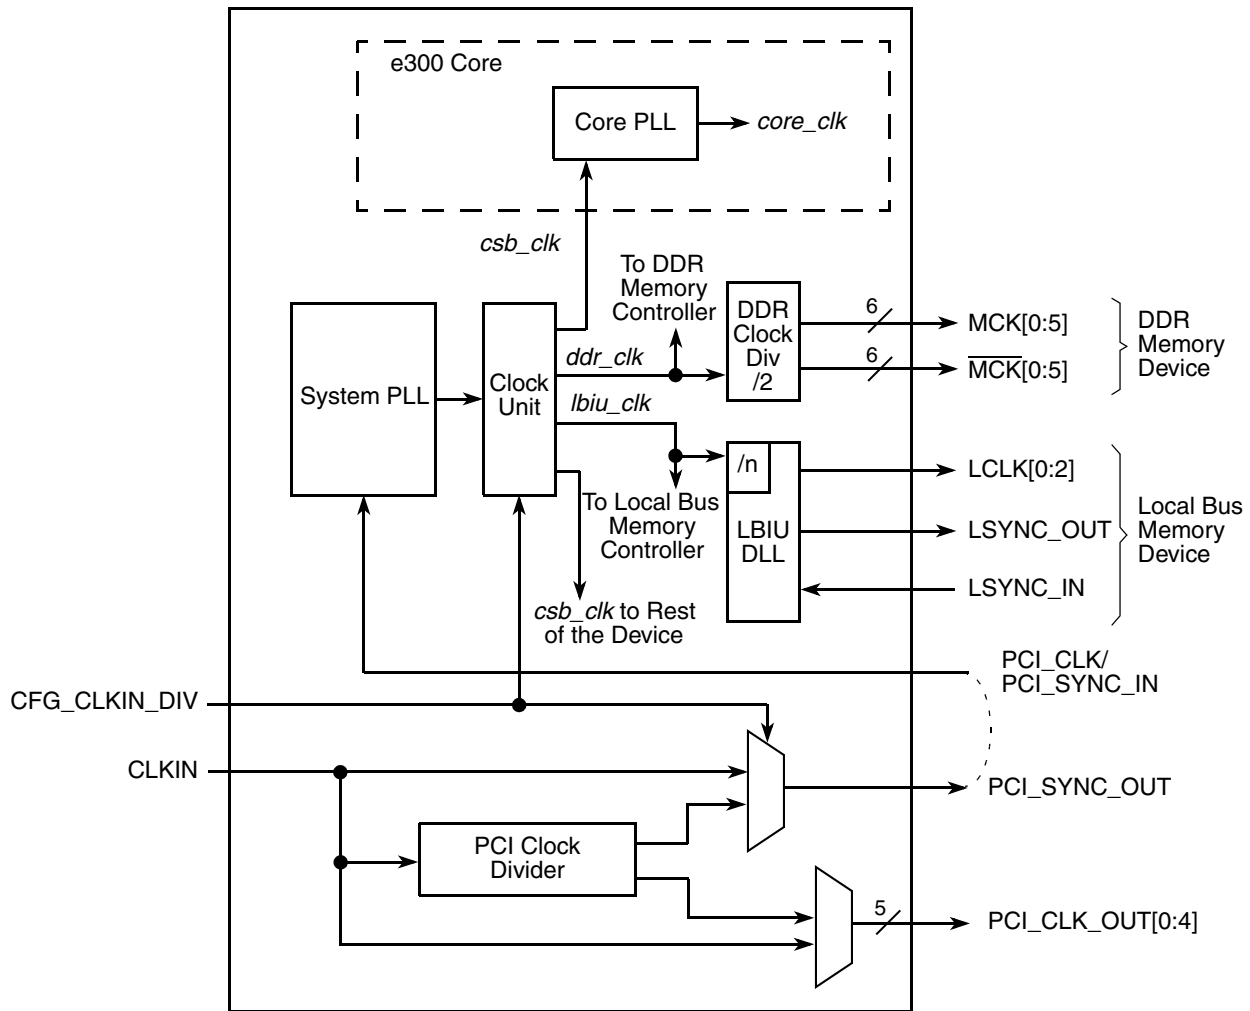 e300 Core
Core PLL
core_clk
csb_clk
To DDR
Memory
Controller
DDR
Clock
Div
/2
6
MCK[0:5]
6
MCK[0:5]
DDR
Memory
Device
ddr_clk
System PLL
Clock
Unit
lbiu_clk
/n
LBIU
DLL
LCLK[0:2]
LSYNC_OUT
LSYNC_IN
Local Bus
Memory
Device
To Local Bus
Memory
Controller
csb_clk to Rest
of the Device
PCI_CLK/
PCI_SYNC_IN
CFG_CLKIN_DIV
CLKIN
PCI_SYNC_OUT
PCI Clock
Divider
5
PCI_CLK_OUT[0:4]